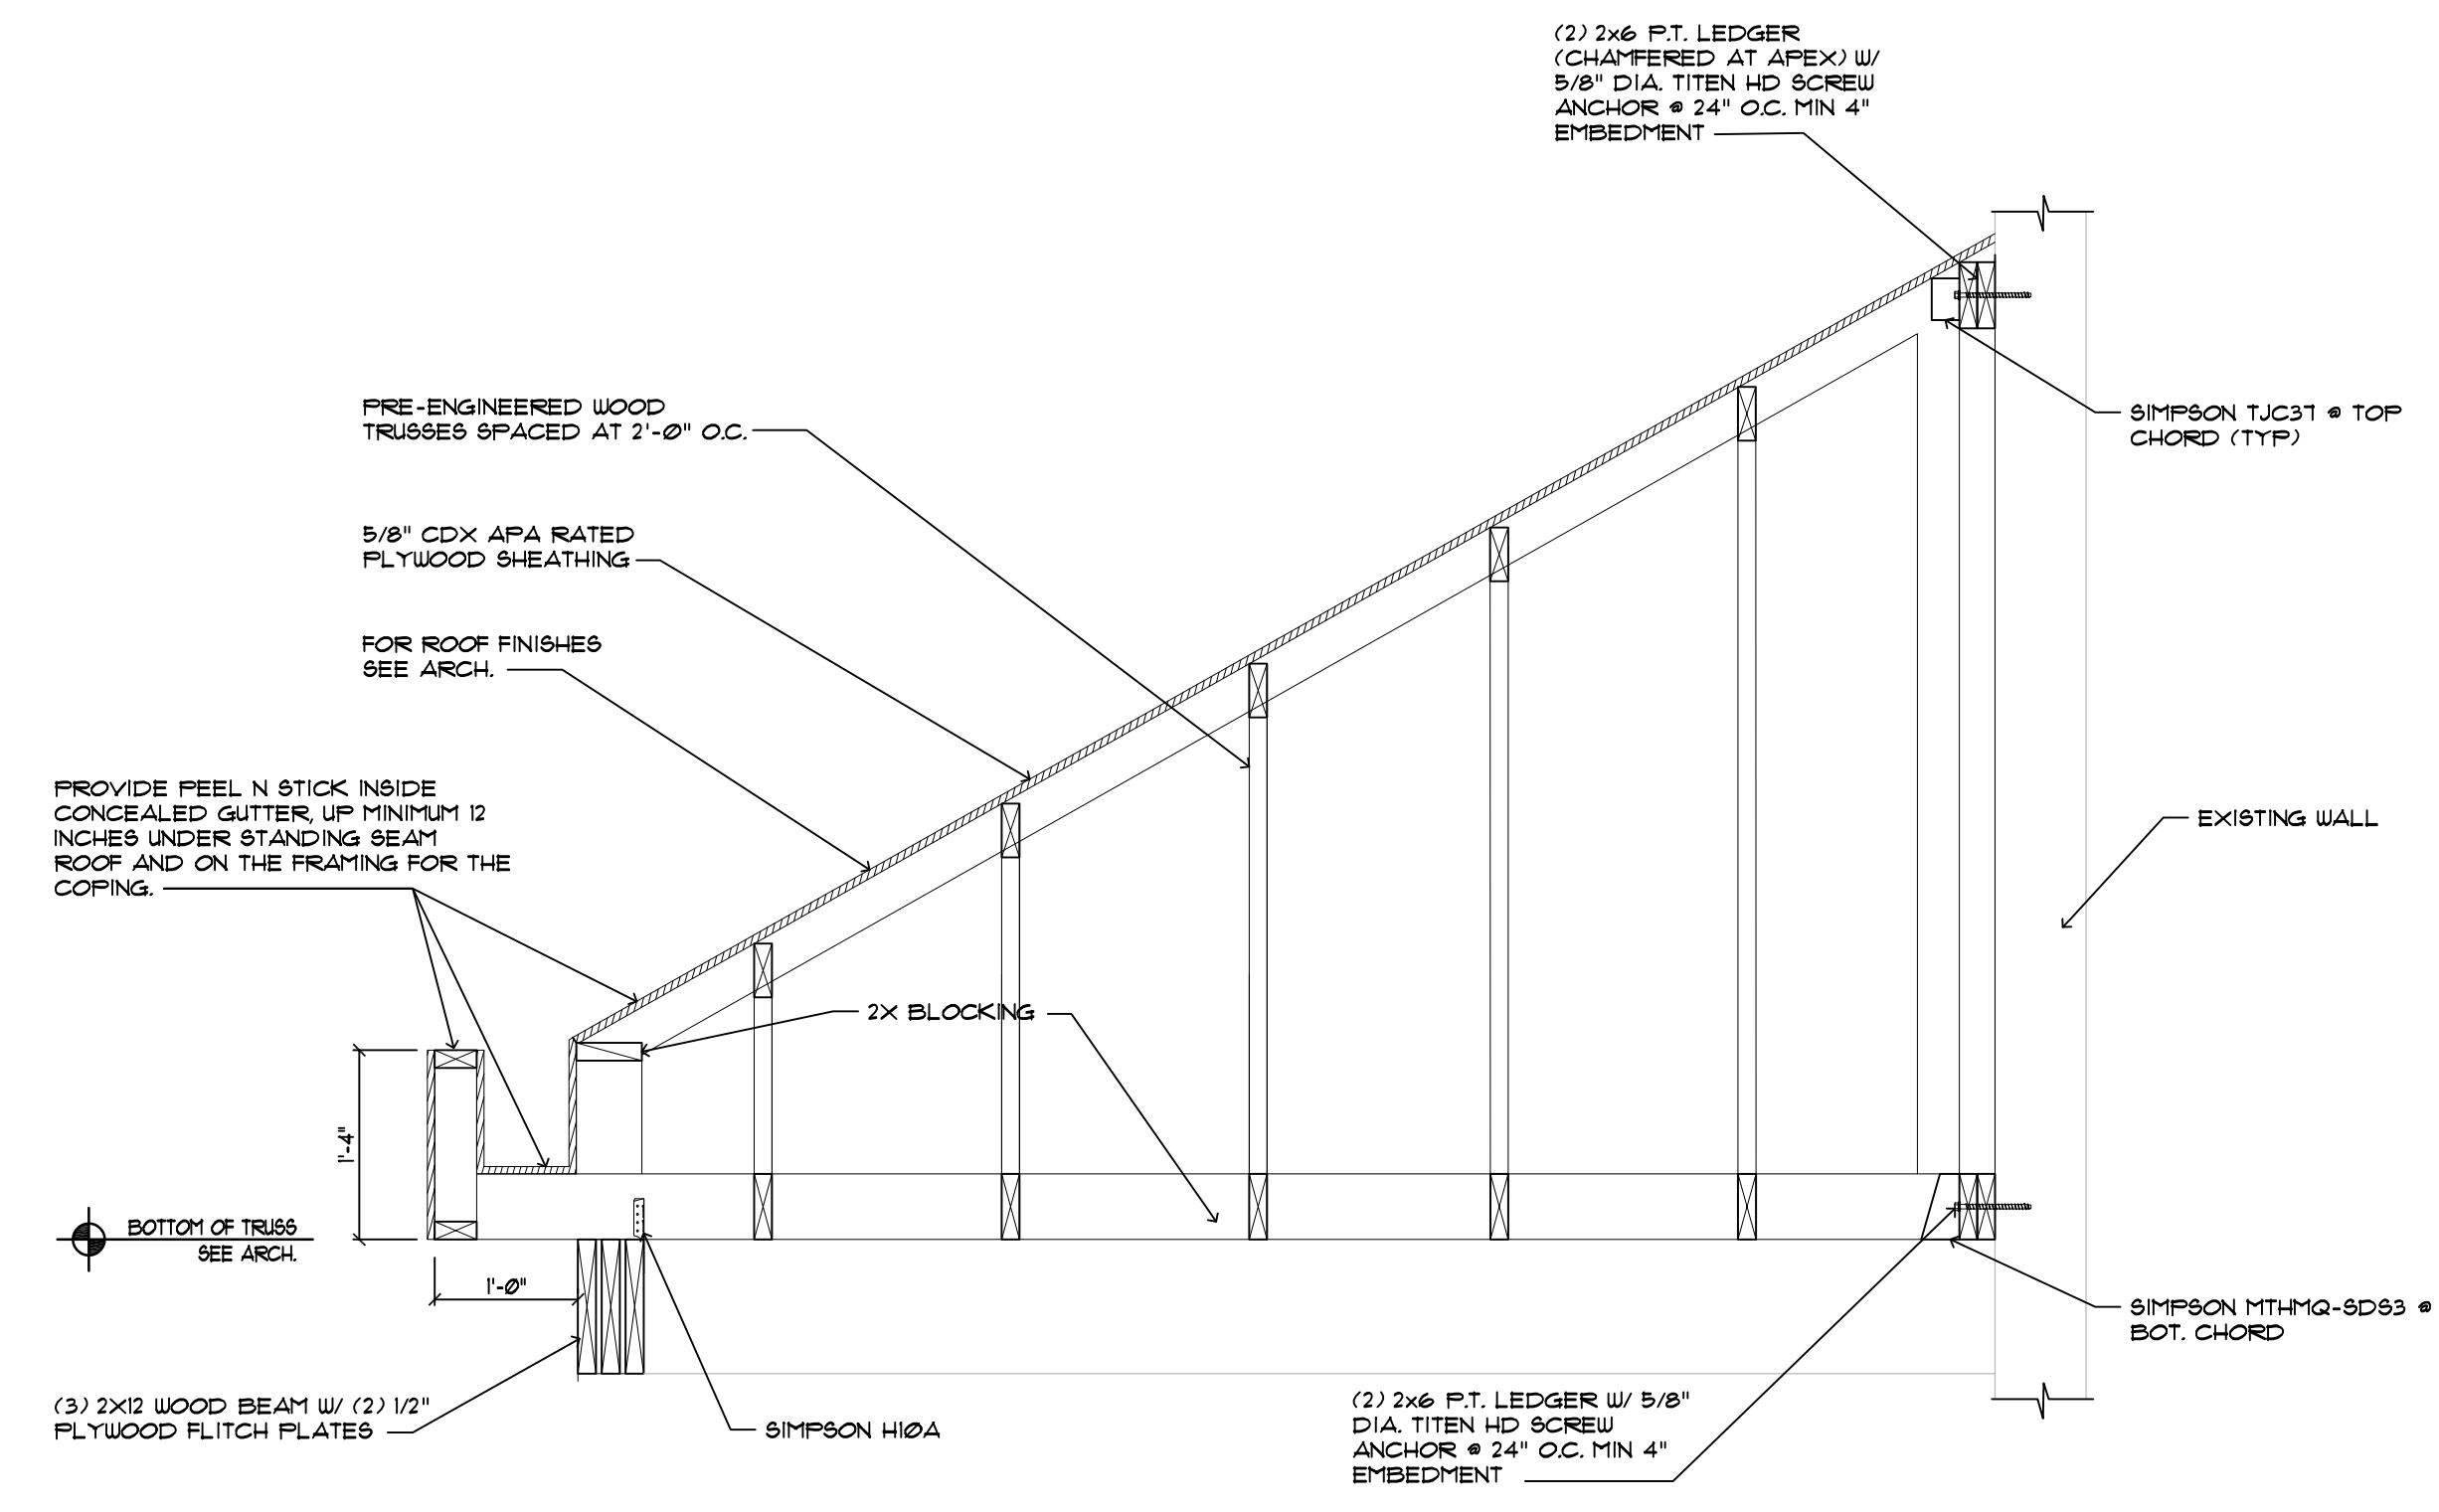 (2) 2x6 P.T. LEDGER
(CHAMFERED AT APEX) W/
5/8" DIA. TITEN HD SCREW
ANCHOR @ 24" O.C. MIN 4"
EMBEDMENT
PRE-ENGINEERED WOOD
TRUSSES SPACED AT 2'-0" O.C.
SIMPSON TJC37 @ TOP
CHORD (TYP)
5/8" CDX APA RATED
PLYWOOD SHEATHING
FOR ROOF FINISHES
SEE ARCH.
PROVIDE PEEL N STICK INSIDE
CONCEALED GUTTER, UP MINIMUM 12
INCHES UNDER STANDING SEAM
ROOF AND ON THE FRAMING FOR THE
COPING.
EXISTING WALL
2X BLOCKING
1'-4"
BOTTOM OF TRUSS
SEE ARCH.
1'-0"
SIMPSON MTHMQ-SDS3 @
BOT. CHORD
(3) 2X12 WOOD BEAM W/ (2) 1/2"
PLYWOOD FLITCH PLATES
SIMPSON H10A
(2) 2x6 P.T. LEDGER W/ 5/8"
DIA. TITEN HD SCREW
ANCHOR @ 24" O.C. MIN 4"
EMBEDMENT